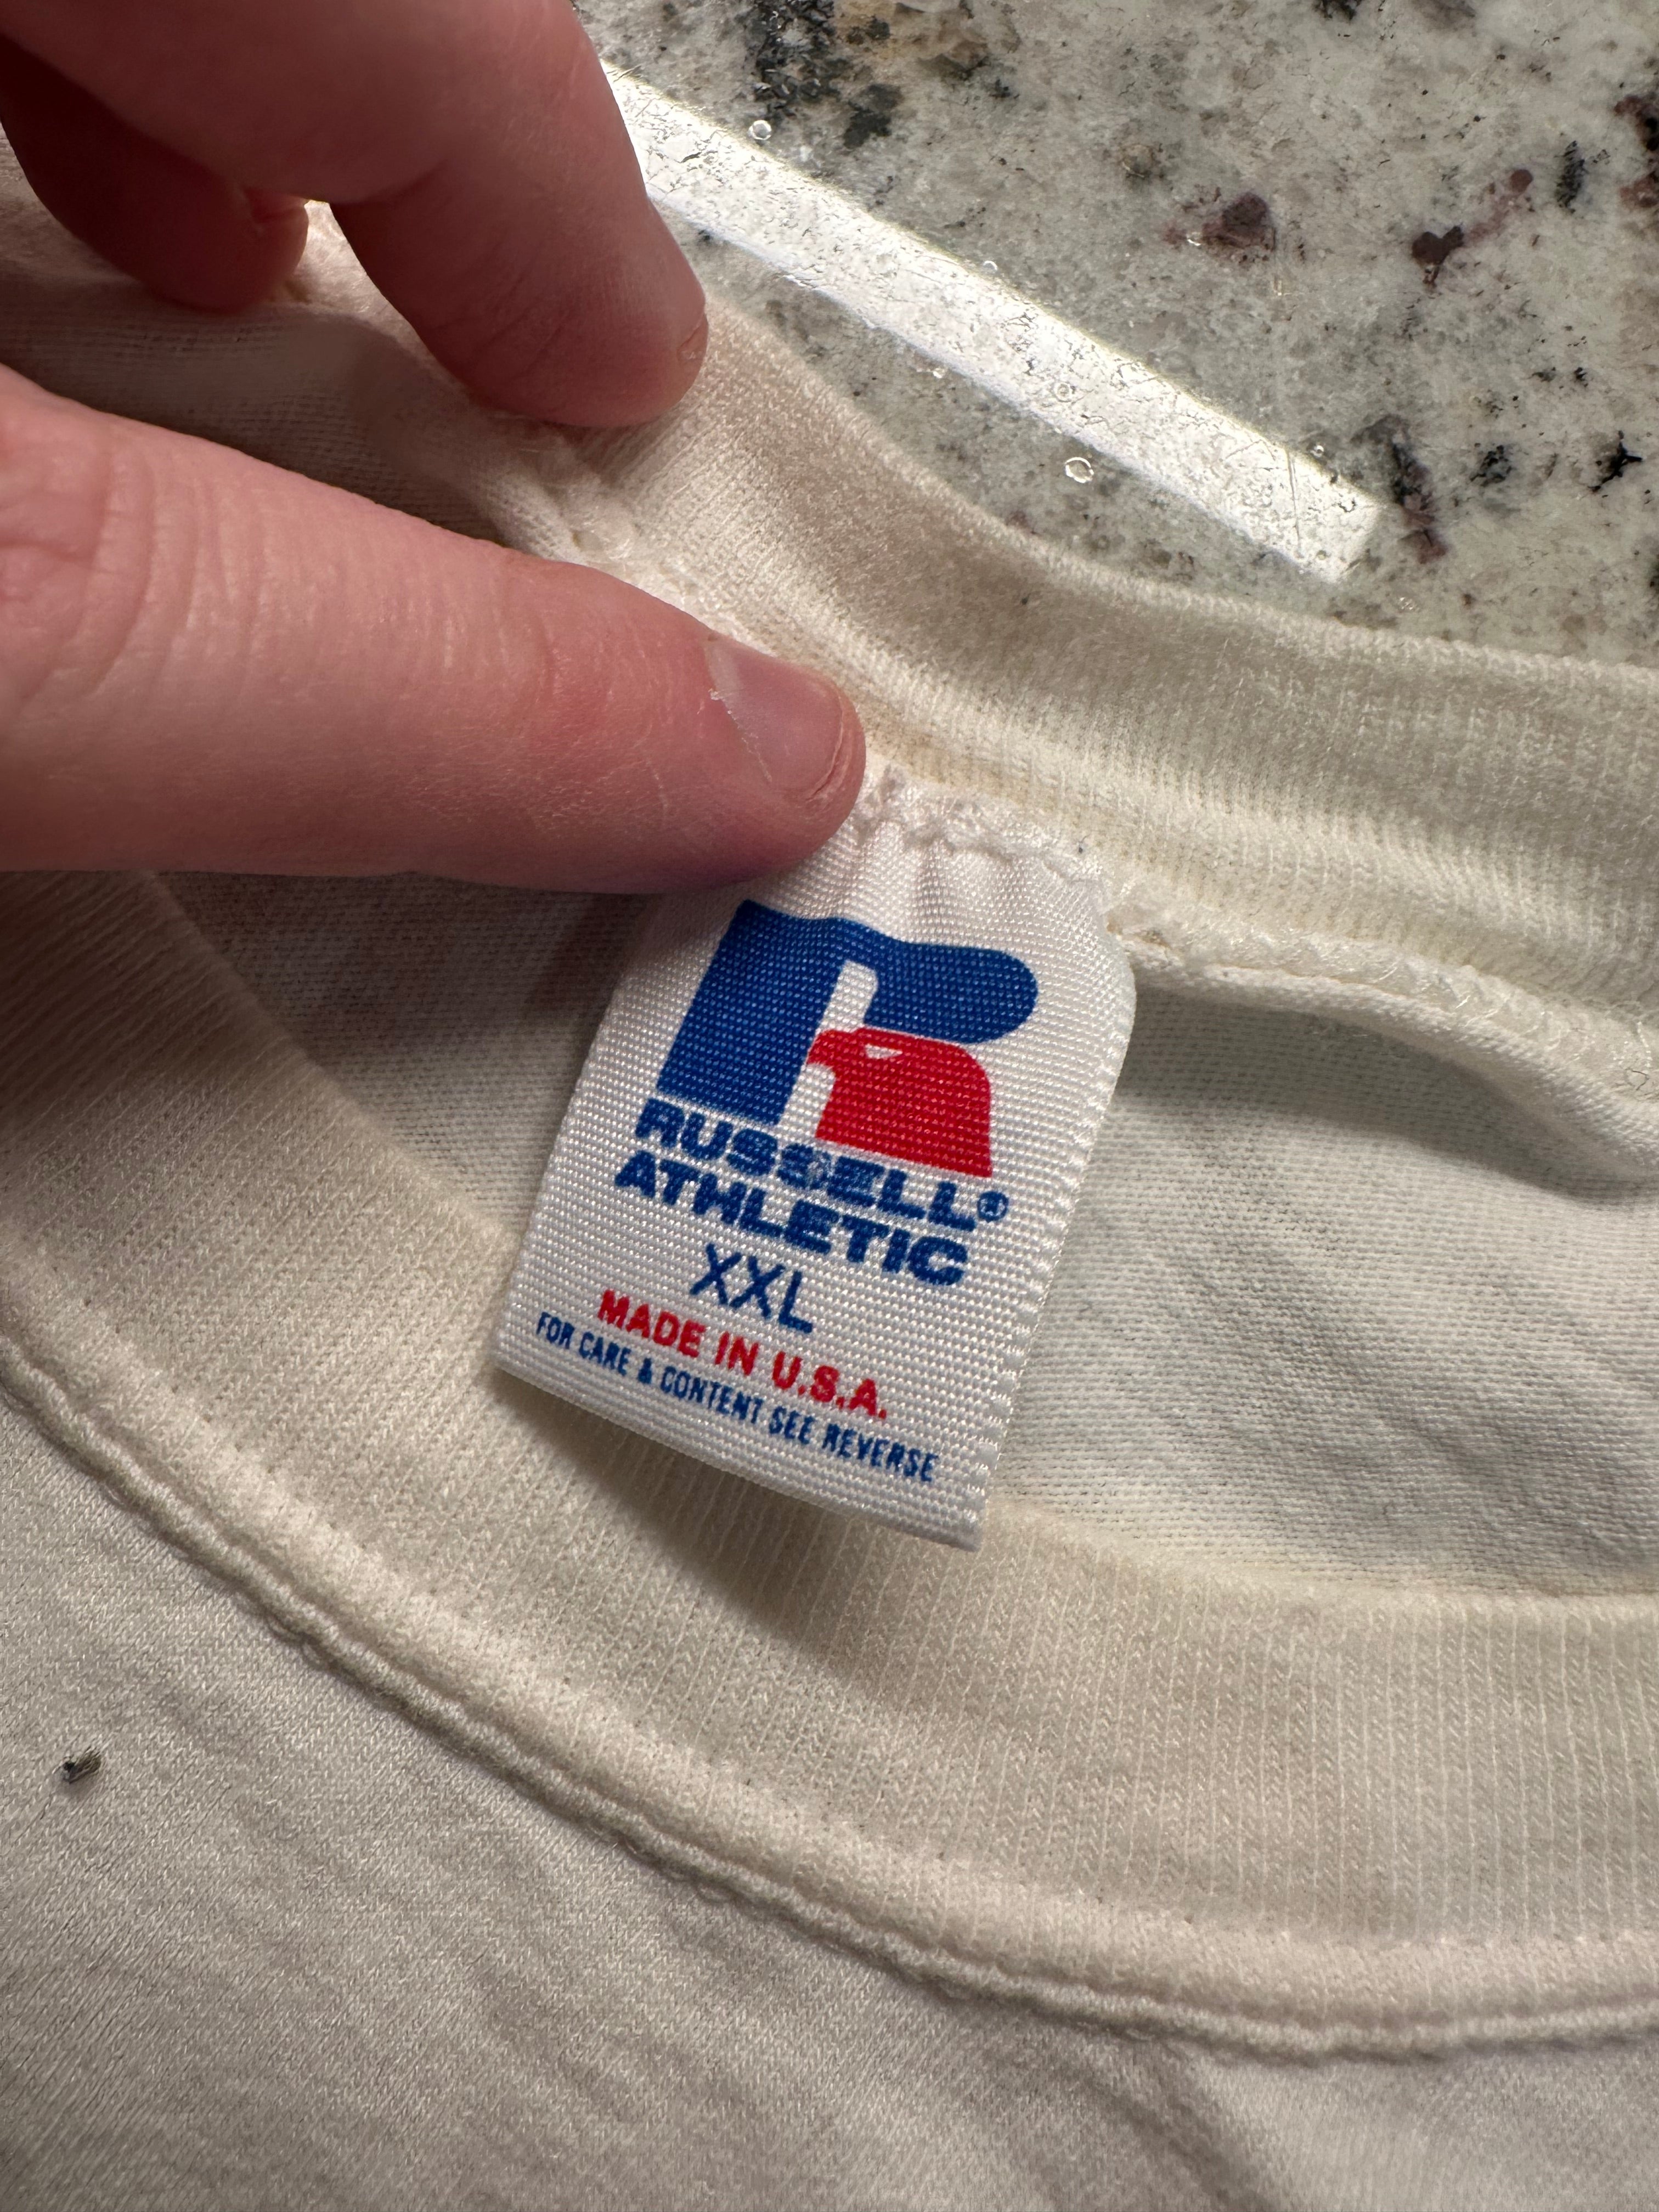 RUSSELL®
ATHLETIC
XXL
MADE IN U.S.A.
FOR CARE & CONTENT SEE REVERSE